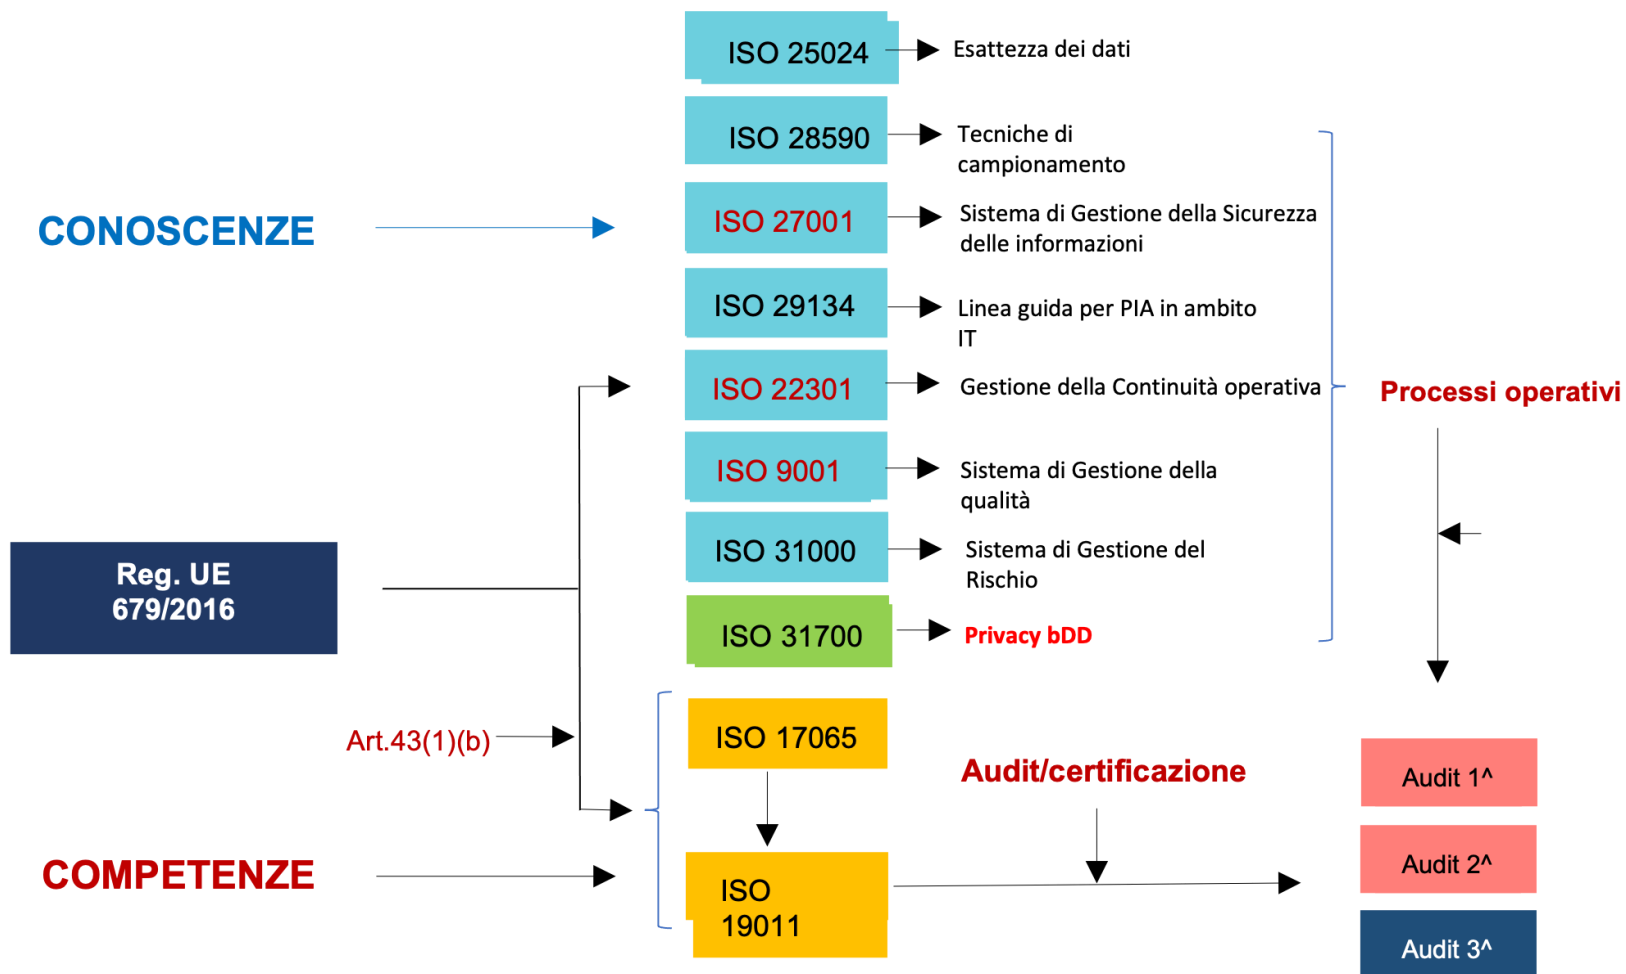 ISO 25024
Esattezza dei dati
ISO 28590
Tecniche di
campionamento
CONOSCENZE
ISO 27001
Sistema di Gestione della Sicurezza
delle informazioni
ISO 29134
Linea guida per PIA in ambito
IT
ISO 22301
Gestione della Continuità operativa
Processi operativi
ISO 9001
Sistema di Gestione della
qualità
ISO 31000
Sistema di Gestione del
Rischio
Reg. UE
679/2016
ISO 31700
Privacy bDD
Art.43(1)(b)
ISO 17065
Audit/certificazione
Audit 1^
COMPETENZE
ISO
19011
Audit 2^
Audit 3^